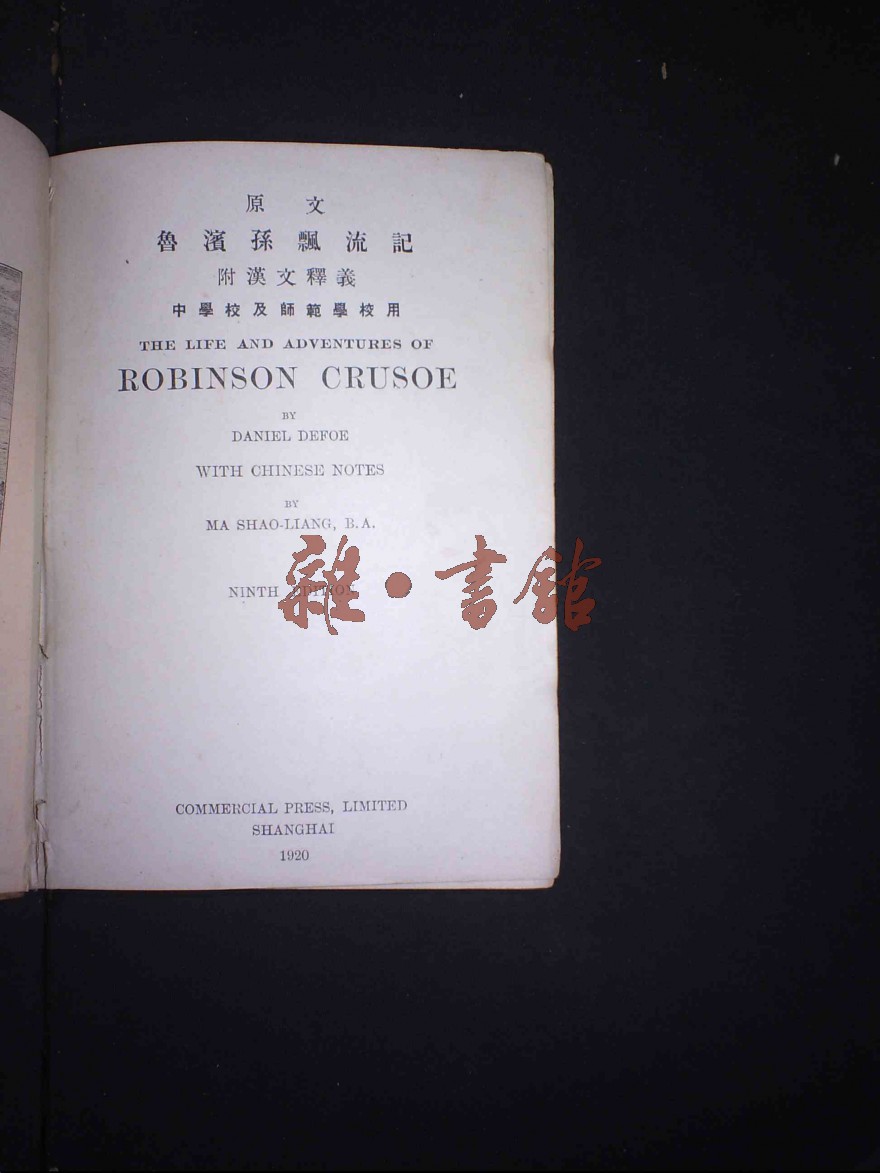 原文
魯濱孫飄流記
附漢文釋義
中學校及師範學校用
THE LIFE AND ADVENTURES OF
ROBINSON CRUSOE
BY
DANIEL DEFOE
WITH CHINESE NOTES
BY
MA SHAO-LIANG, B.A.
NINTH EDITION
雜·書館
COMMERCIAL PRESS, LIMITED
SHANGHAI
1920